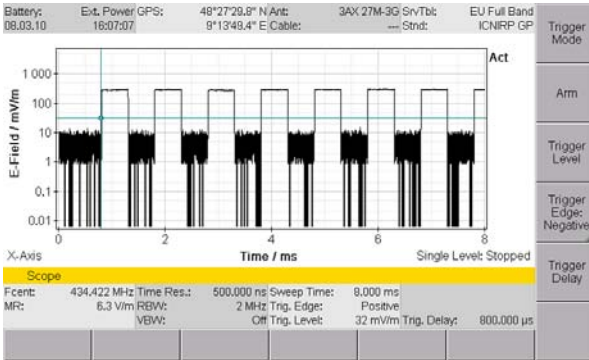 Battery: Ext. Power GPS: 48°27'29.8" N Ant: 3AX 27M-3G SrvTbl: EU Full Band
08.03.10 16:07:07 9°13'49.4" E Cable: --- Stnd: ICNIRP GP
Trigger
Mode
Act
E-Field / mV/m
1 000
100
10
1
0.1
0.01
0 2 4 6 8
X-Axis Time / ms Single Level: Stopped
Arm
Trigger
Level
Trigger
Edge:
Negative
Trigger
Delay
Scope
Fcent: 434.422 MHz Time Res.: 500.000 ns Sweep Time: 8.000 ms
MR: 6.3 V/m RBW: 2 MHz Trig. Edge: Positive
VBW: Off Trig. Level: 32 mV/m Trig. Delay: 800.000 µs